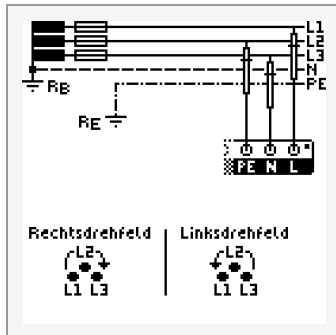 L1
L2
L3
N
PE
RB
RE
PE N L
Rechtsdrehfeld
Linksdrehfeld
L2
L1 L3
L2
L1 L3